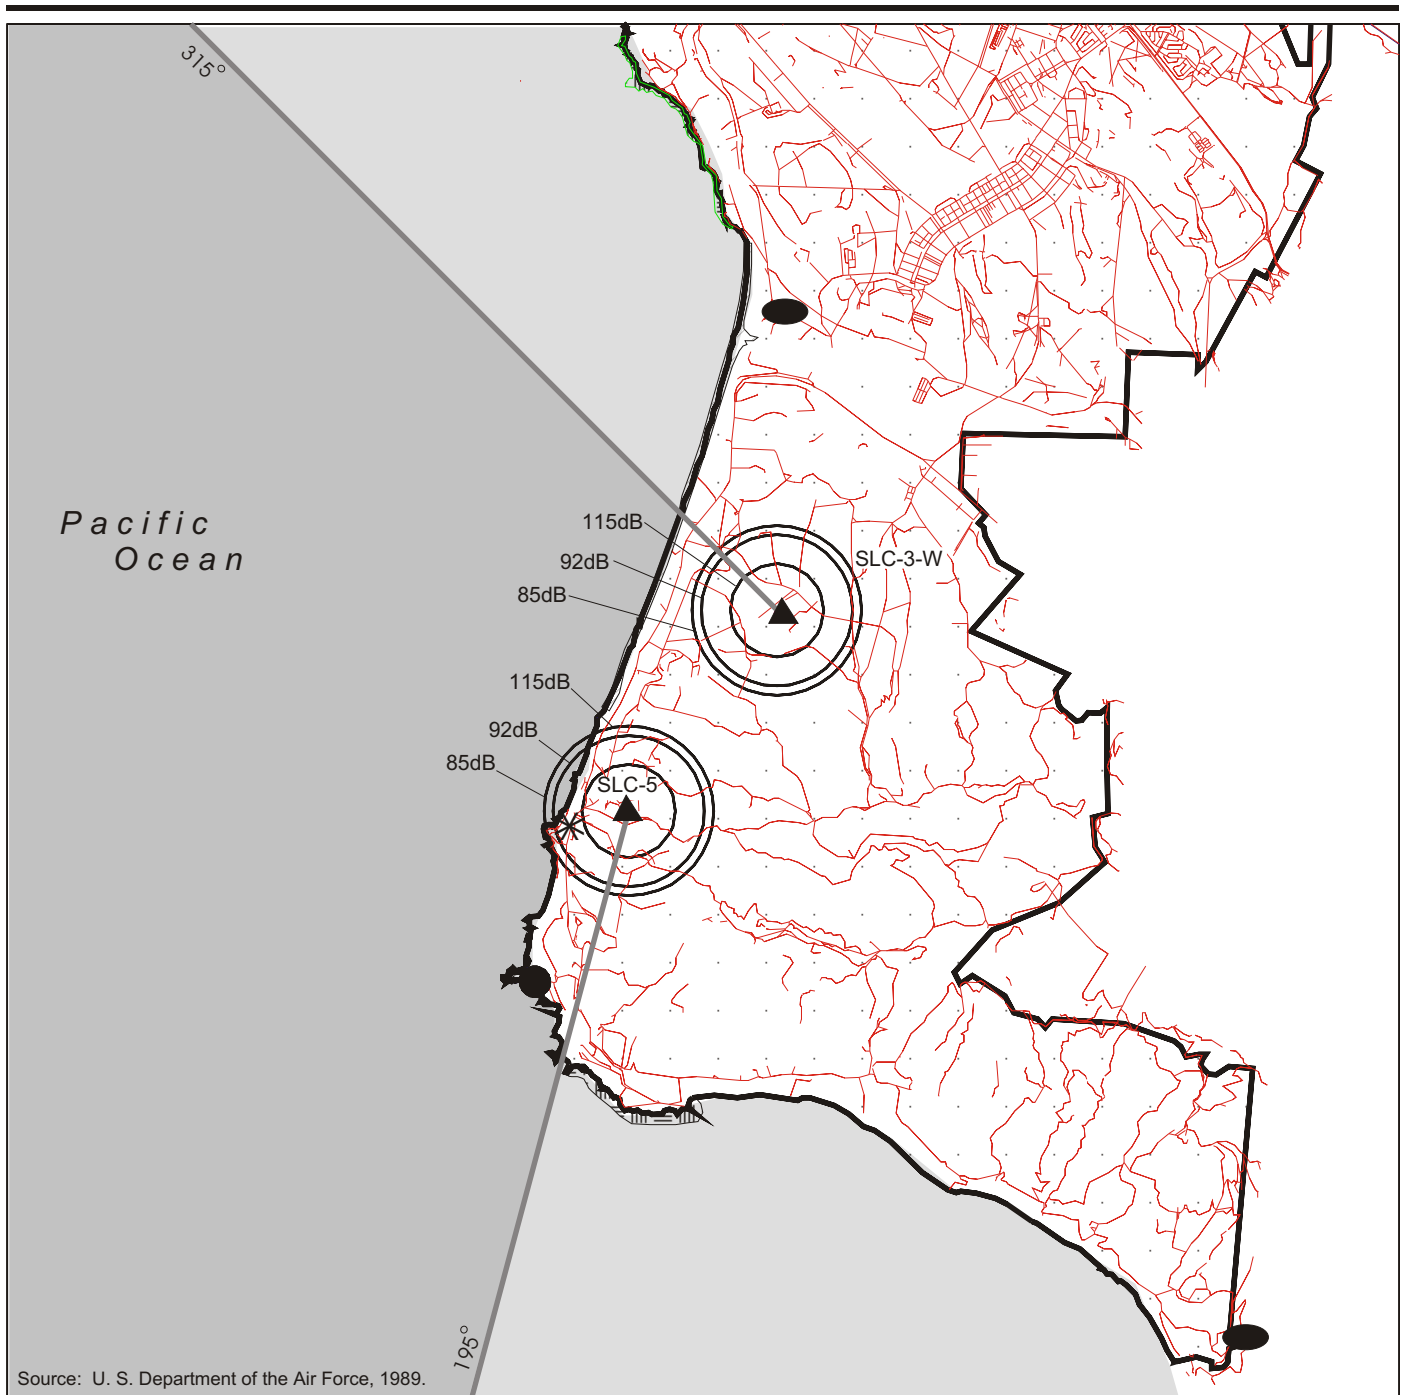 315°
Pacific
Ocean
115dB
SLC-3-W
92dB
85dB
115dB
92dB
85dB
SLC-5
195°
Source: U. S. Department of the Air Force, 1989.